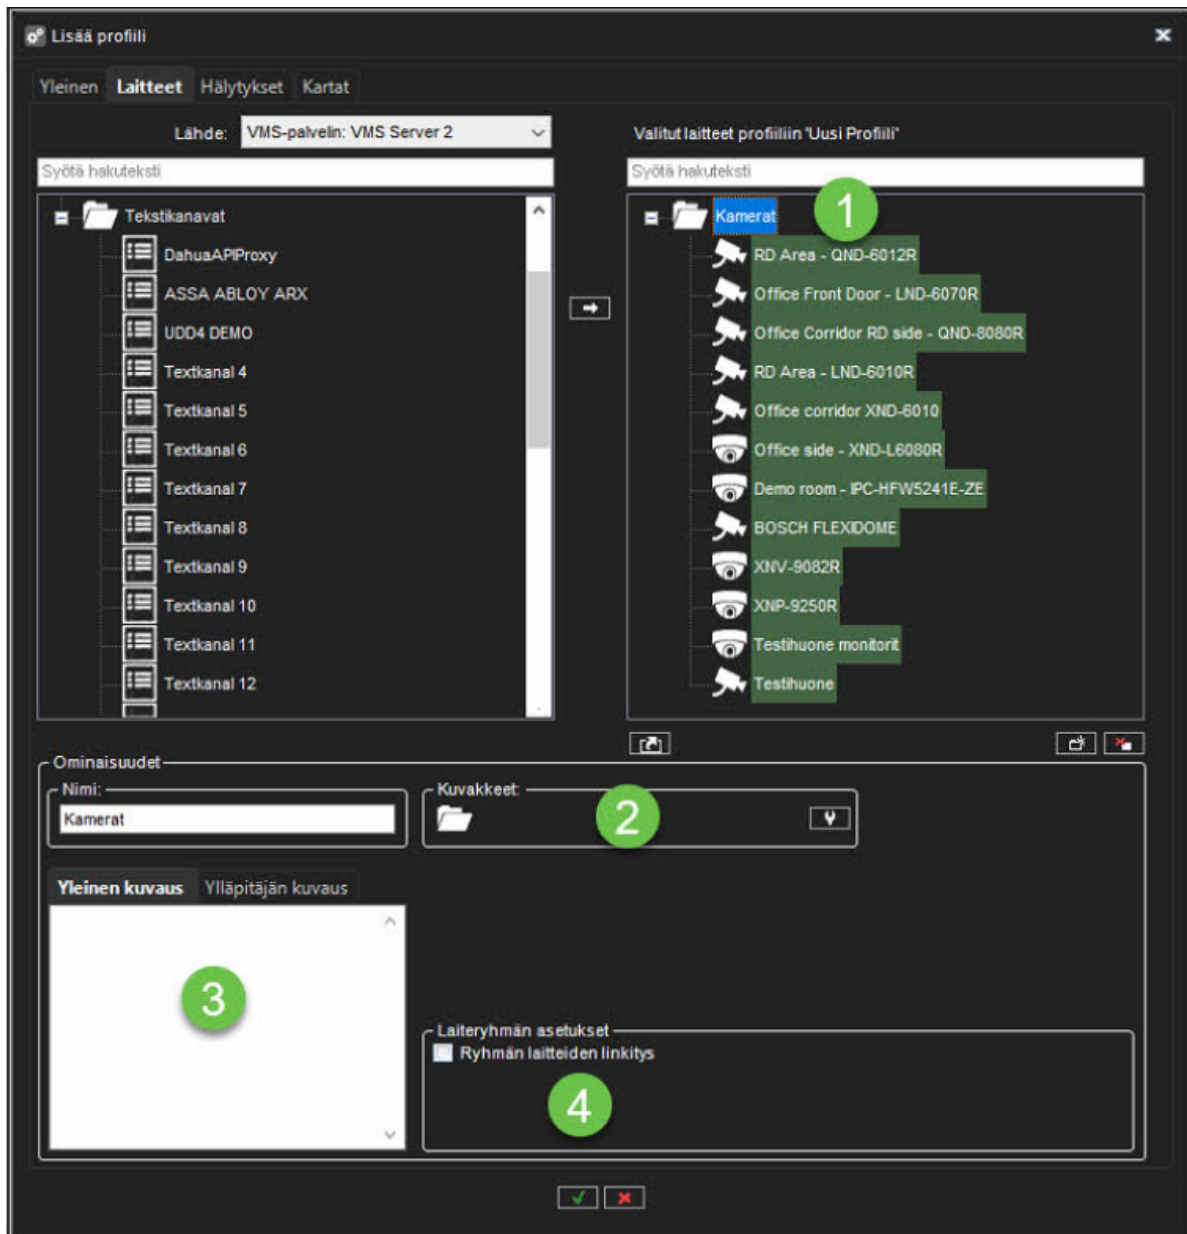 Lisää profiili
Yleinen Laitteet Hälytykset Kartat
Lähde: VMS-palvelin: VMS Server 2
Syötä hakuteksti
Tekstikanavat
DahuaAPIProxy
ASSA ABLOY ARX
UDD4 DEMO
Textkanal 4
Textkanal 5
Textkanal 6
Textkanal 7
Textkanal 8
Textkanal 9
Textkanal 10
Textkanal 11
Textkanal 12
Valitut laitteet profiiliin 'Uusi Profiili'
Syötä hakuteksti
Kamerat
1
RD Area - QND-6012R
Office Front Door - LND-6070R
Office Corridor RD side - QND-8080R
RD Area - LND-6010R
Office corridor XND-6010
Office side - XND-L6080R
Demo room - IPC-HFW5241E-ZE
BOSCH FLEXIDOME
XNV-9082R
XNP-9250R
Testihuone monitorit
Testihuone
Ominaisuudet
Nimi:
Kamerat
Kuvakkeet:
2
Yleinen kuvaus Ylläpitäjän kuvaus
3
Laiteryhmän asetukset
Ryhmän laitteiden linkitys
4